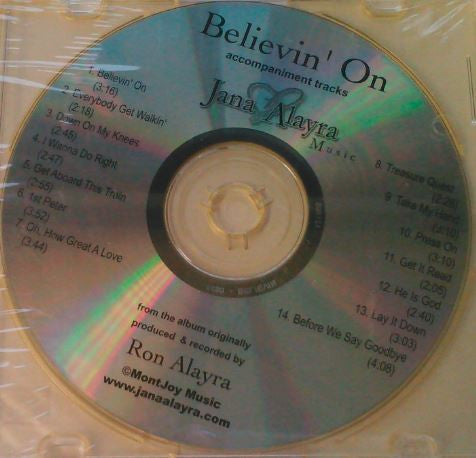 Believin' On
accompaniment tracks
Jana Alayra
Music
1. Believin' On
(3:16)
2. Everybody Get Walkin'
(2:18)
3. Down On My Knees
(2:45)
4. I Wanna Do Right
(2:47)
5. Get Aboard This Train
(2:55)
6. 1st Peter
(3:52)
7. Oh, How Great A Love
(3:44)
8. Treasure Quest
(2:28)
9. Take My Hand
(3:10)
10. Press On
(3:10)
11. Get It Read
(2:05)
12. He Is God
(2:40)
13. Lay It Down
(3:03)
14. Before We Say Goodbye
(4:08)
from the album originally
produced & recorded by
Ron Alayra
©MontJoy Music
www.janaalayra.com